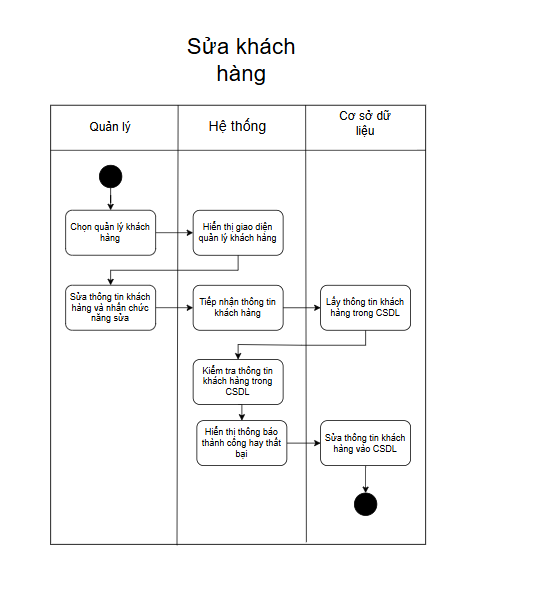 Sửa khách
hàng
Quản lý
Hệ thống
Cơ sở dữ
liệu
Chọn quản lý khách
hàng
Hiển thị giao diện
quản lý khách hàng
Sửa thông tin khách
hàng và nhấn chức
năng sửa
Tiếp nhận thông tin
khách hàng
Lấy thông tin khách
hàng trong CSDL
Kiểm tra thông tin
khách hàng trong
CSDL
Hiển thị thông báo
thành công hay thất
bại
Sửa thông tin khách
hàng vào CSDL